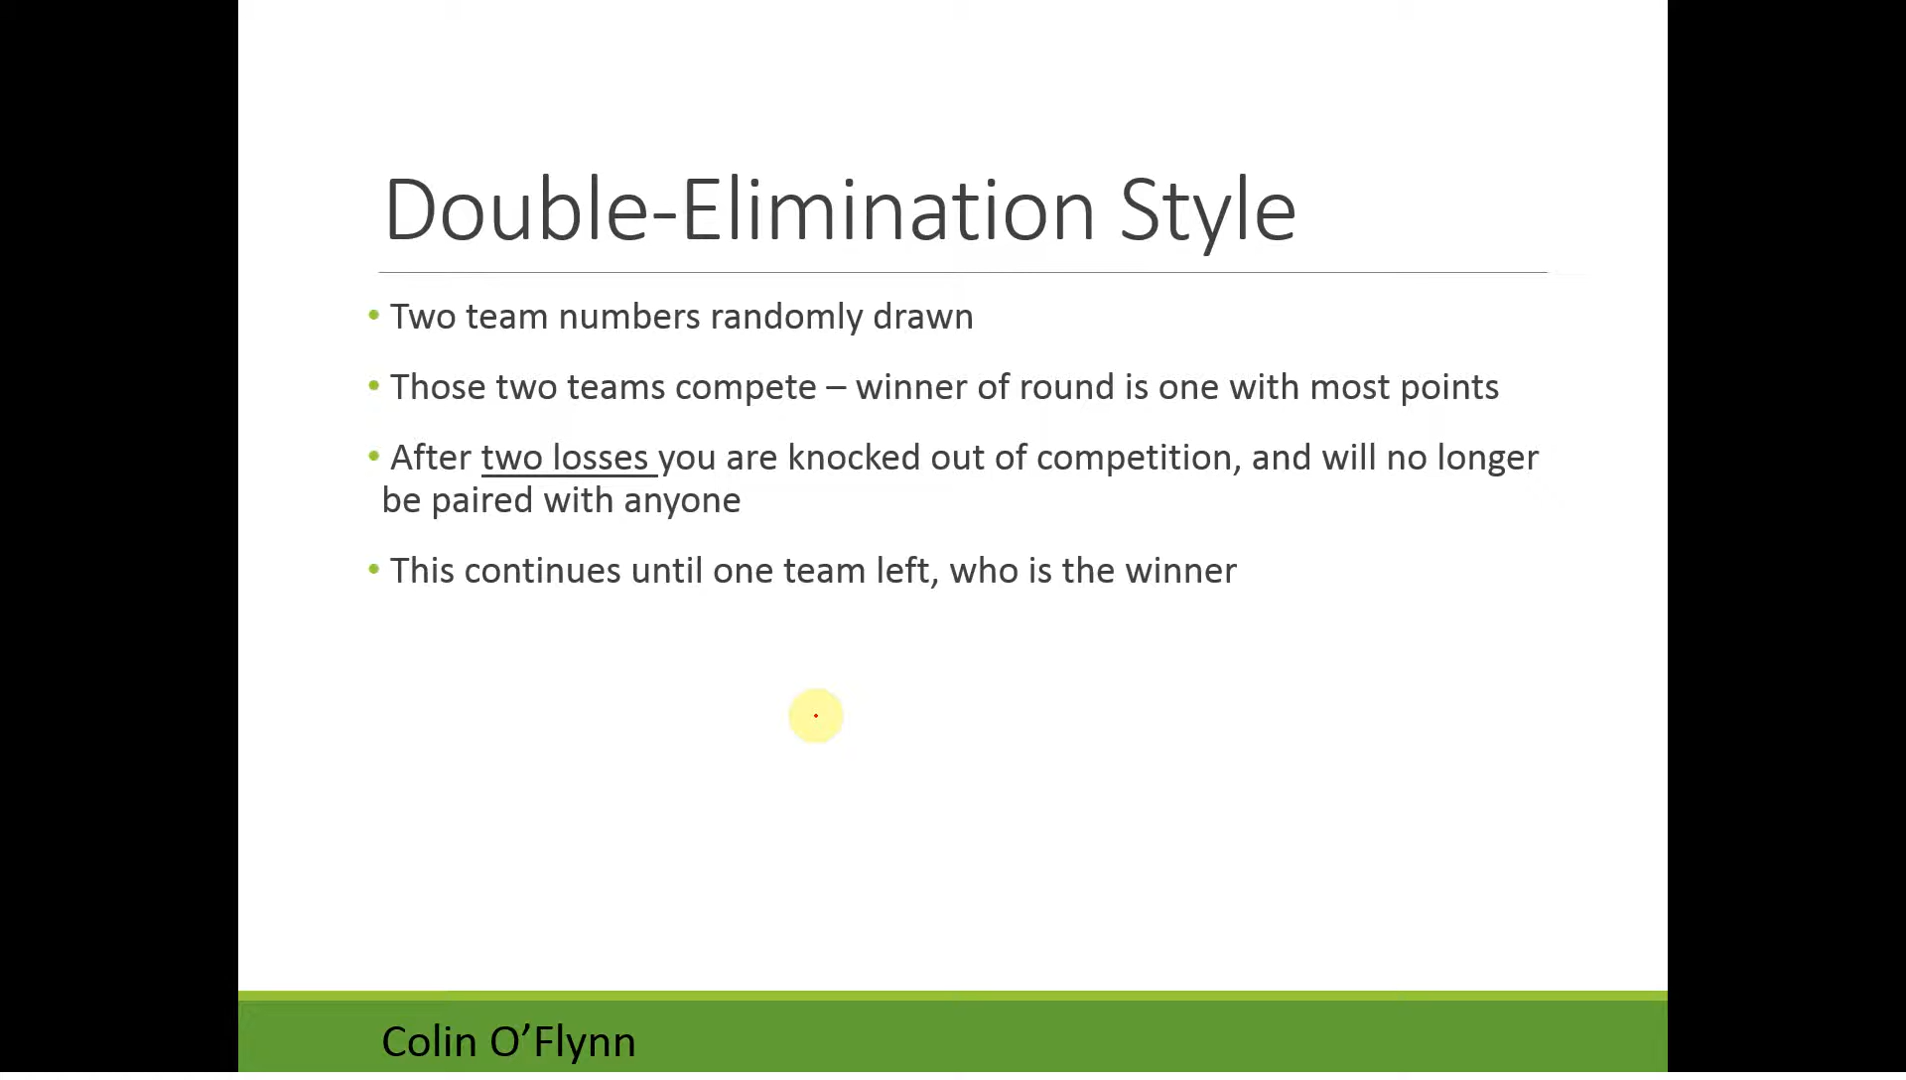 Double-Elimination Style
• Two team numbers randomly drawn
• Those two teams compete – winner of round is one with most points
• After two losses you are knocked out of competition, and will no longer
be paired with anyone
• This continues until one team left, who is the winner
Colin O’Flynn